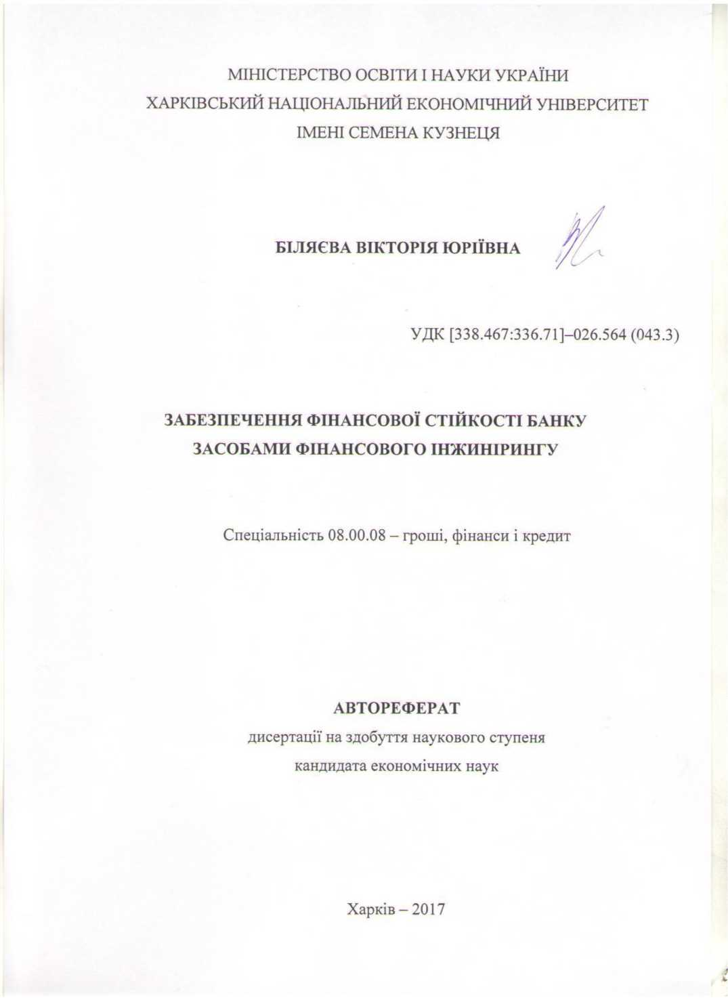 МІНІСТЕРСТВО ОСВІТИ І НАУКИ УКРАЇНИ
ХАРКІВСЬКИЙ НАЦІОНАЛЬНИЙ ЕКОНОМІЧНИЙ УНІВЕРСИТЕТ
ІМЕНІ СЕМЕНА КУЗНЕЦЯ
БІЛЯЄВА ВІКТОРІЯ ЮРІЇВНА
УДК [338.467:336.71]–026.564 (043.3)
ЗАБЕЗПЕЧЕННЯ ФІНАНСОВОЇ СТІЙКОСТІ БАНКУ
ЗАСОБАМИ ФІНАНСОВОГО ІНЖИНІРИНГУ
Спеціальність 08.00.08 – гроші, фінанси і кредит
АВТОРЕФЕРАТ
дисертації на здобуття наукового ступеня
кандидата економічних наук
Харків – 2017